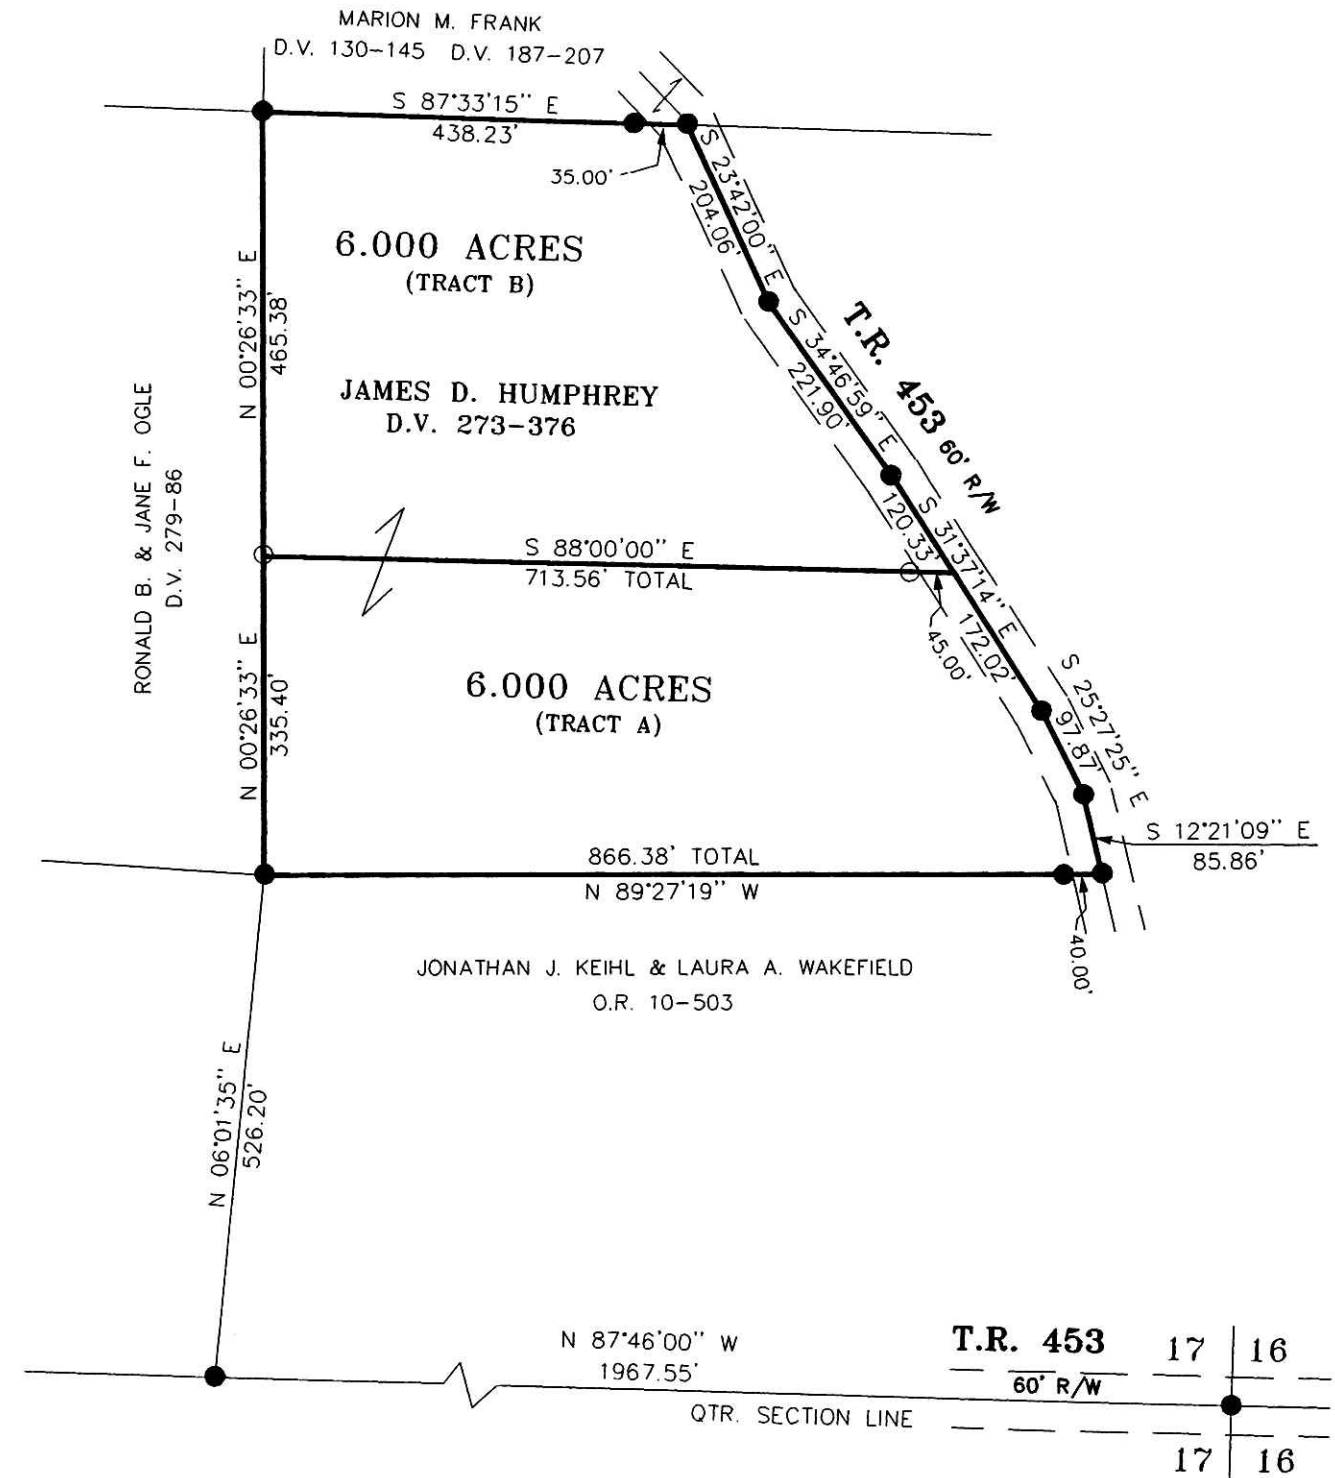 MARION M. FRANK
D.V. 130-145 D.V. 187-207
S 87°33'15" E
438.23'
35.00'
S 23°42'00" E
204.06'
6.000 ACRES
(TRACT B)
N 00°26'33" E
465.38'
S 34°46'59" E
221.90'
T.R. 453 60' R/W
JAMES D. HUMPHREY
D.V. 273-376
RONALD B. & JANE F. OGLE
D.V. 279-86
S 88°00'00" E
713.56' TOTAL
120.33'
S 31°37'14" E
172.02'
45.00'
N 00°26'33" E
335.40'
6.000 ACRES
(TRACT A)
S 25°27'25" E
97.87'
S 12°21'09" E
85.86'
866.38' TOTAL
N 89°27'19" W
40.00'
JONATHAN J. KEIHL & LAURA A. WAKEFIELD
O.R. 10-503
N 06°01'35" E
526.20'
N 87°46'00" W
1967.55'
T.R. 453
60' R/W
17 16
QTR. SECTION LINE
17 16